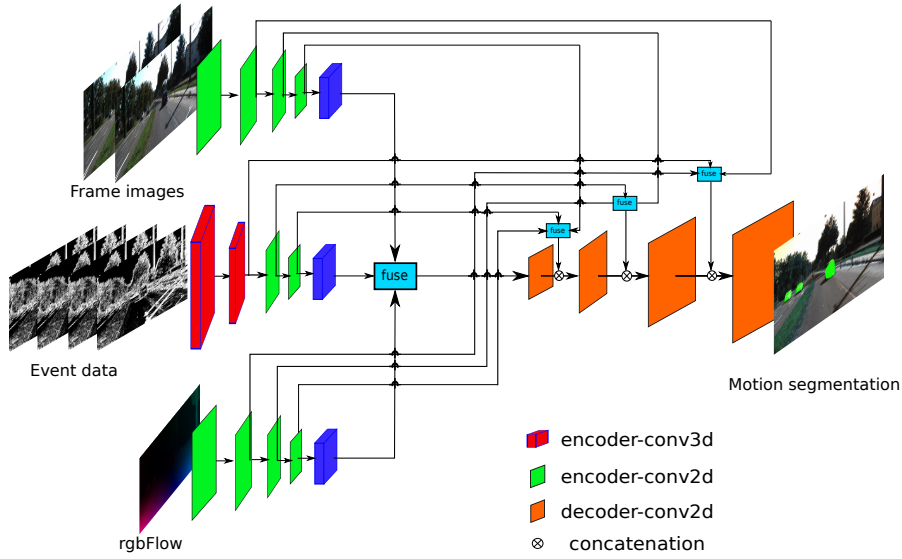 Frame images
fuse
fuse
fuse
fuse
Event data
Motion segmentation
rgbFlow
encoder-conv3d
encoder-conv2d
decoder-conv2d
concatenation